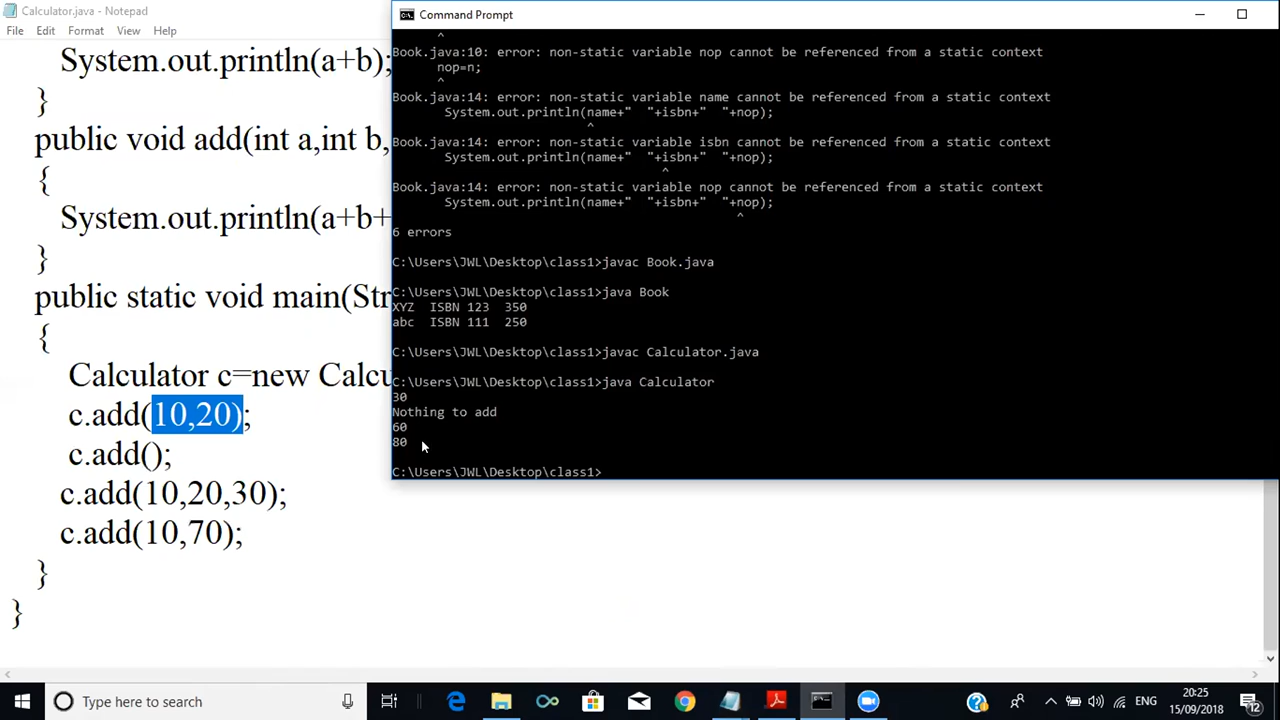 Calculator.java - Notepad
File Edit Format View Help
System.out.println(a+b);
}
public void add(int a,int b,
{
System.out.println(a+b+
}
public static void main(Str
{
Calculator c=new Calcu
c.add(10,20);
c.add();
c.add(10,20,30);
c.add(10,70);
}
}
Command Prompt
^
Book.java:10: error: non-static variable nop cannot be referenced from a static context
nop=n;
^
Book.java:14: error: non-static variable name cannot be referenced from a static context
System.out.println(name+"  "+isbn+"  "+nop);
^
Book.java:14: error: non-static variable isbn cannot be referenced from a static context
System.out.println(name+"  "+isbn+"  "+nop);
^
Book.java:14: error: non-static variable nop cannot be referenced from a static context
System.out.println(name+"  "+isbn+"  "+nop);
^
6 errors
C:\Users\JWL\Desktop\class1>javac Book.java
C:\Users\JWL\Desktop\class1>java Book
XYZ  ISBN 123  350
abc  ISBN 111  250
C:\Users\JWL\Desktop\class1>javac Calculator.java
C:\Users\JWL\Desktop\class1>java Calculator
30
Nothing to add
60
80
C:\Users\JWL\Desktop\class1>
Type here to search
ENG
20:25
15/09/2018
12